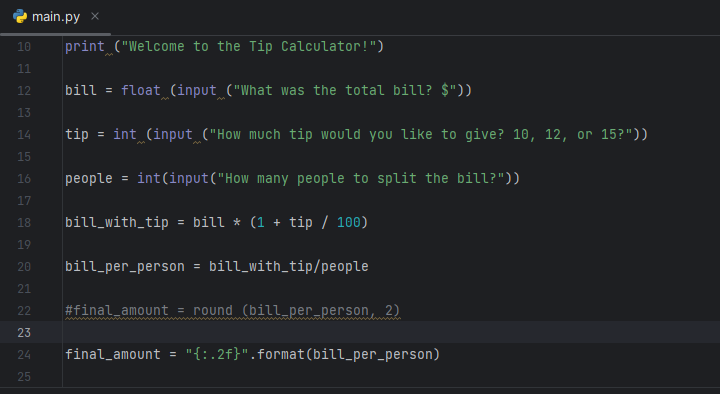 main.py
10 print ("Welcome to the Tip Calculator!")
11
12 bill = float (input ("What was the total bill? $"))
13
14 tip = int (input ("How much tip would you like to give? 10, 12, or 15?"))
15
16 people = int(input("How many people to split the bill?"))
17
18 bill_with_tip = bill * (1 + tip / 100)
19
20 bill_per_person = bill_with_tip/people
21
22 #final_amount = round (bill_per_person, 2)
23
24 final_amount = "{:.2f}".format(bill_per_person)
25